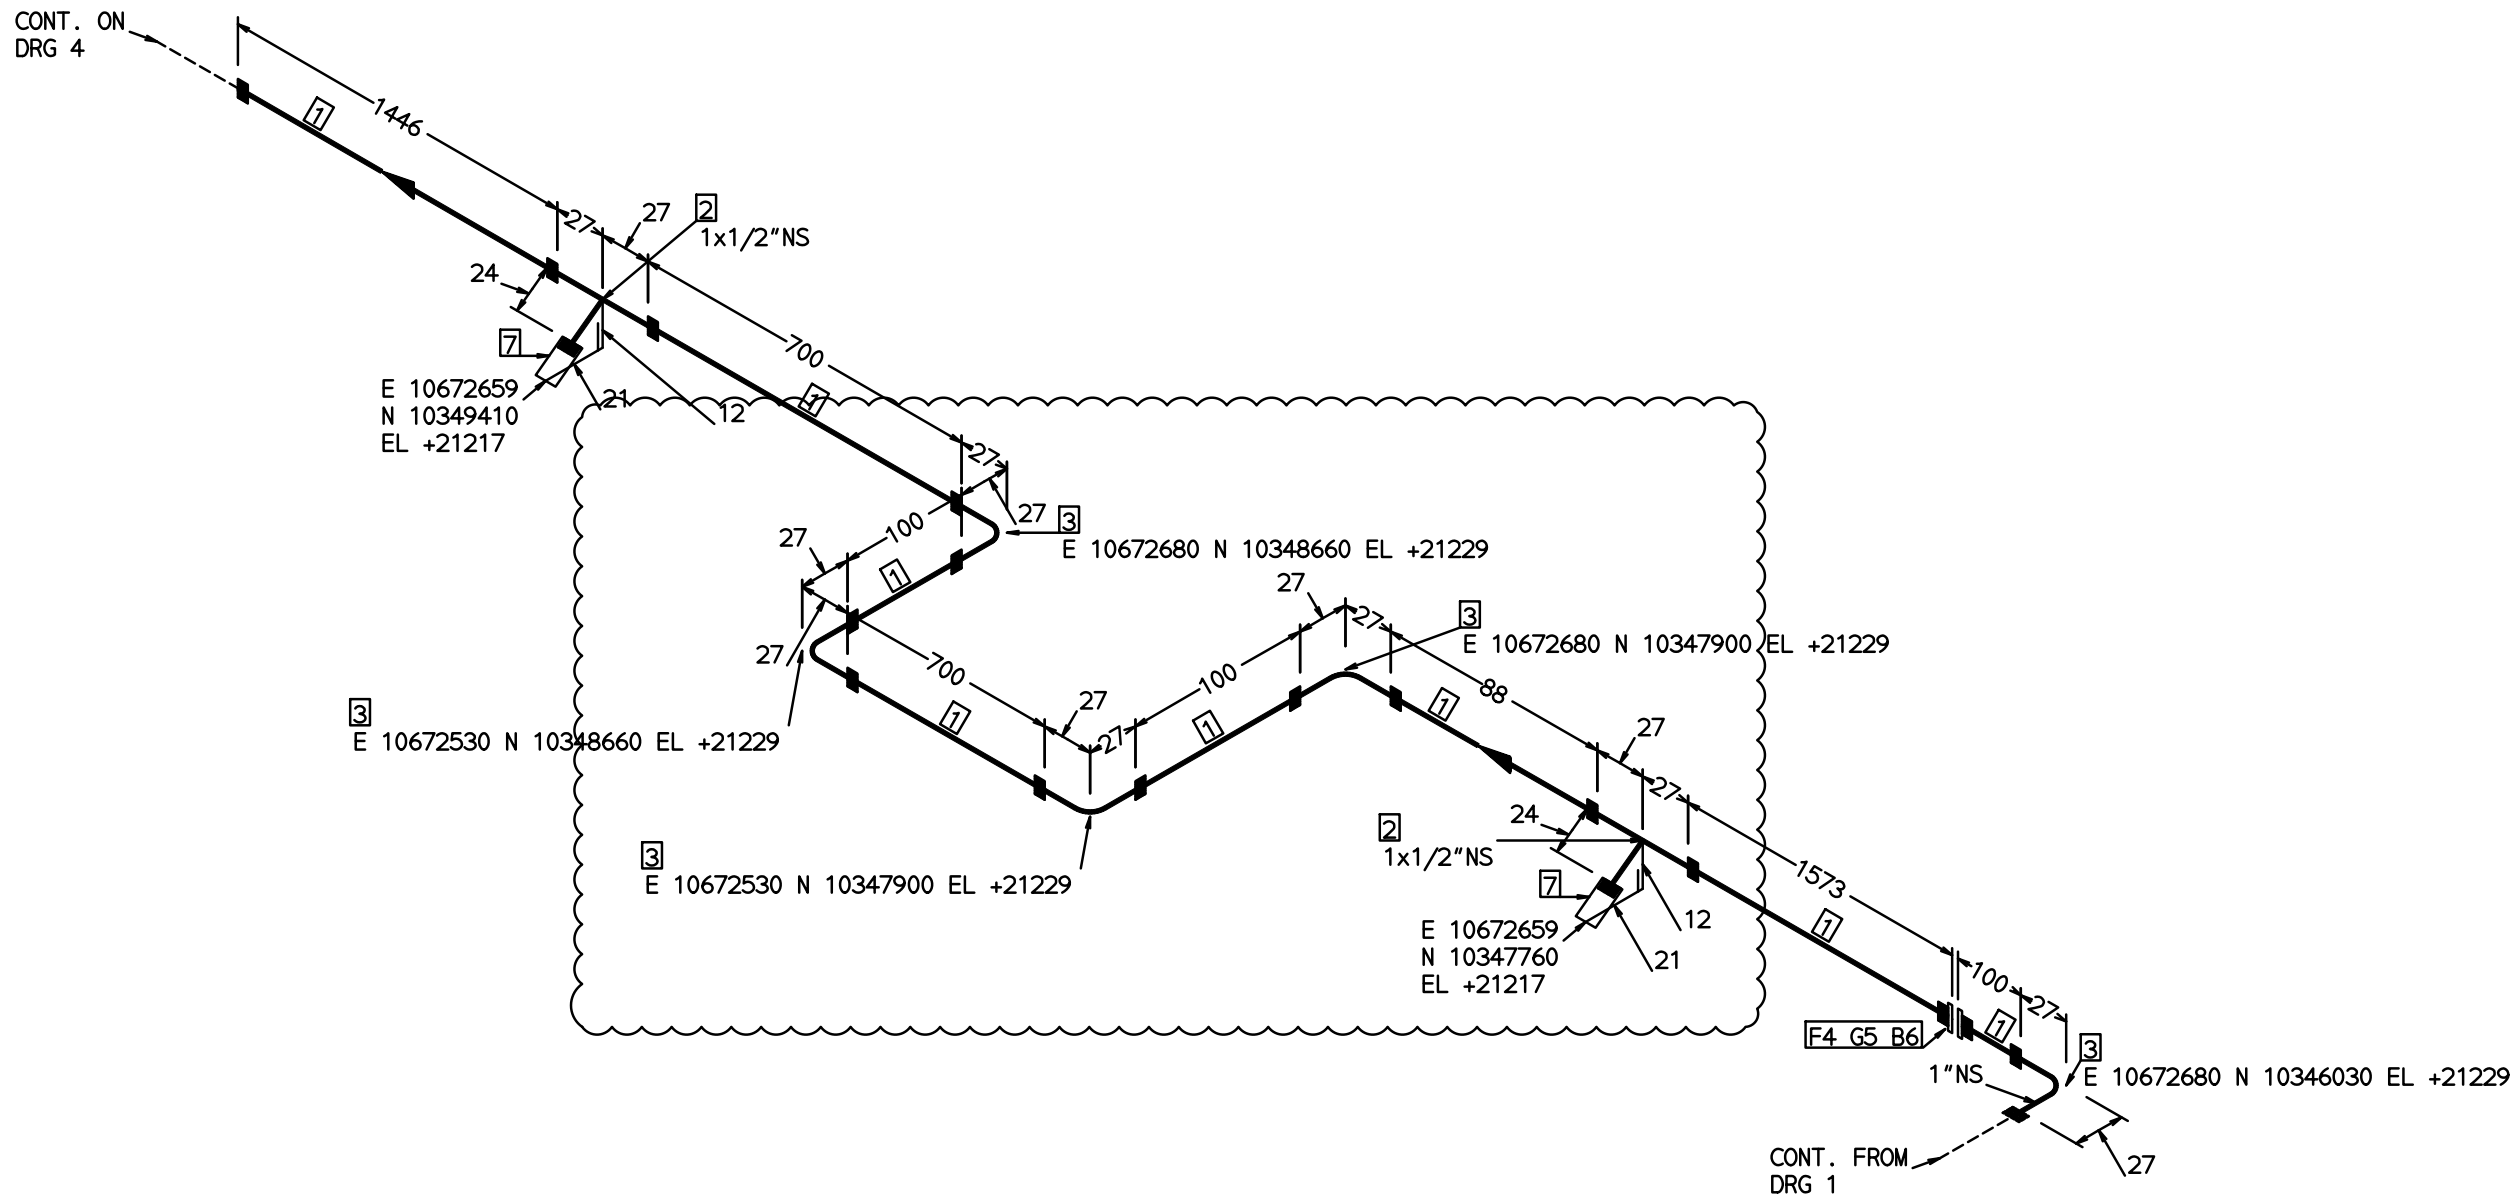 CONT. ON
DRG 4
1446
1
27
27
2
1x1/2"NS
24
7
E 10672659
N 10349410
EL +21217
21
12
700
1
27
27
3
E 10672680 N 10348660 EL +21229
100
27
1
27
3
E 10672530 N 10348660 EL +21229
700
1
27
27
3
E 10672530 N 10347900 EL +21229
100
1
27
27
3
E 10672680 N 10347900 EL +21229
88
1
27
27
24
2
1x1/2"NS
7
E 10672659
N 10347760
EL +21217
12
21
1573
1
100
27
1
F4 G5 B6
3
E 10672680 N 10346030 EL +21229
1"NS
27
CONT. FROM
DRG 1